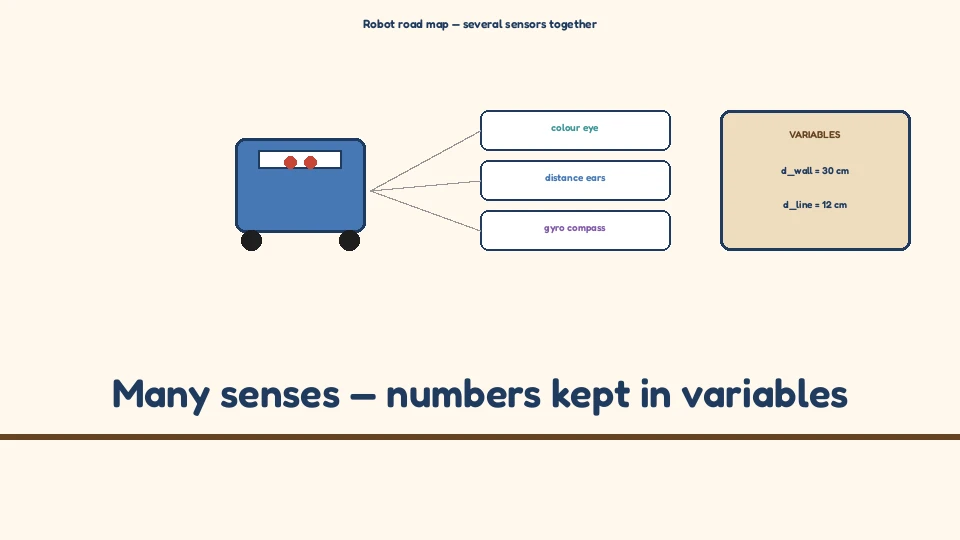 Robot road map — several sensors together
colour eye
distance ears
gyro compass
VARIABLES
d_wall = 30 cm
d_line = 12 cm
Many senses — numbers kept in variables